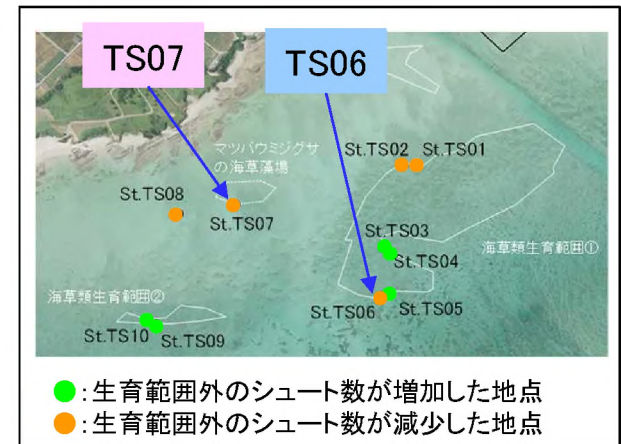 TS07
TS06
マツバウミジグサ
の海草藻場
St.TS02
St.TS01
St.TS08
St.TS07
St.TS03
St.TS04
海草類生育範囲①
海草類生育範囲②
St.TS06
St.TS05
St.TS10
St.TS09
:生育範囲外のシュート数が増加した地点
:生育範囲外のシュート数が減少した地点